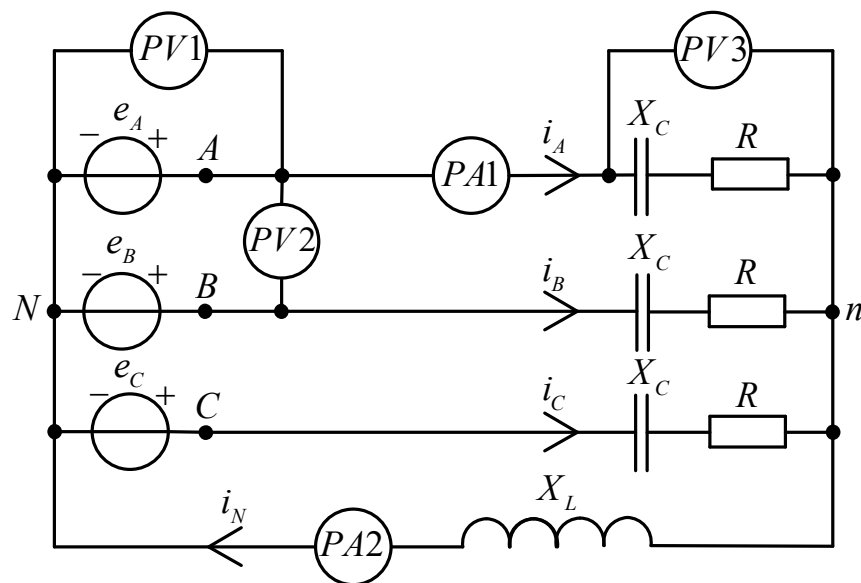 PV1
PV3
e_A
- +
A
PA1
i_A
X_C
R
PV2
e_B
- +
N
B
i_B
X_C
R
n
e_C
- +
C
i_C
X_C
R
i_N
PA2
X_L